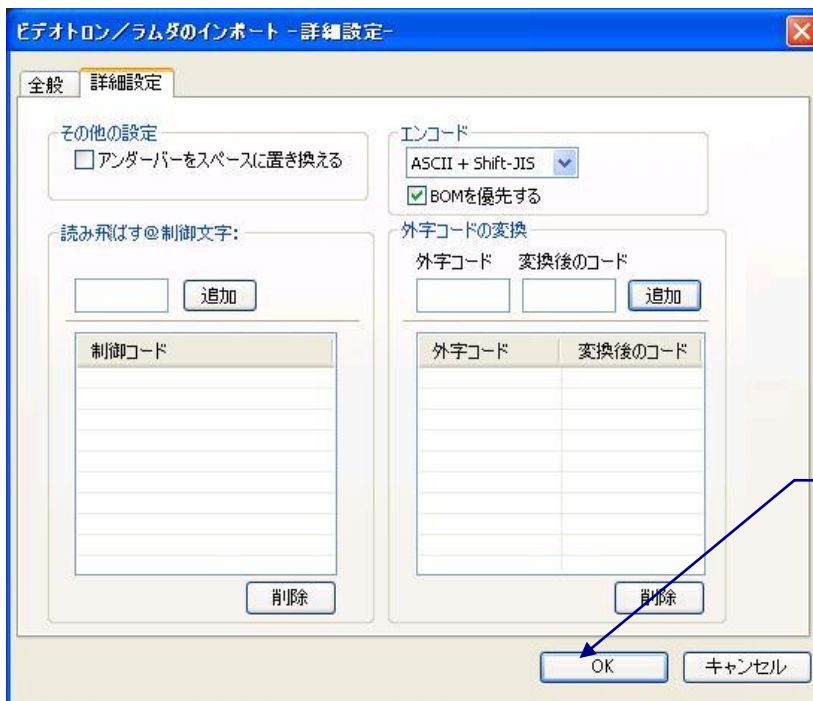 ビデオトロン／ラムダのインポート -詳細設定-
全般 詳細設定
その他の設定
アンダーバーをスペースに置き換える
エンコード
ASCII + Shift-JIS
BOMを優先する
読み飛ばす@制御文字:
追加
制御コード
削除
外字コードの変換
外字コード 変換後のコード
追加
外字コード 変換後のコード
削除
OK キャンセル